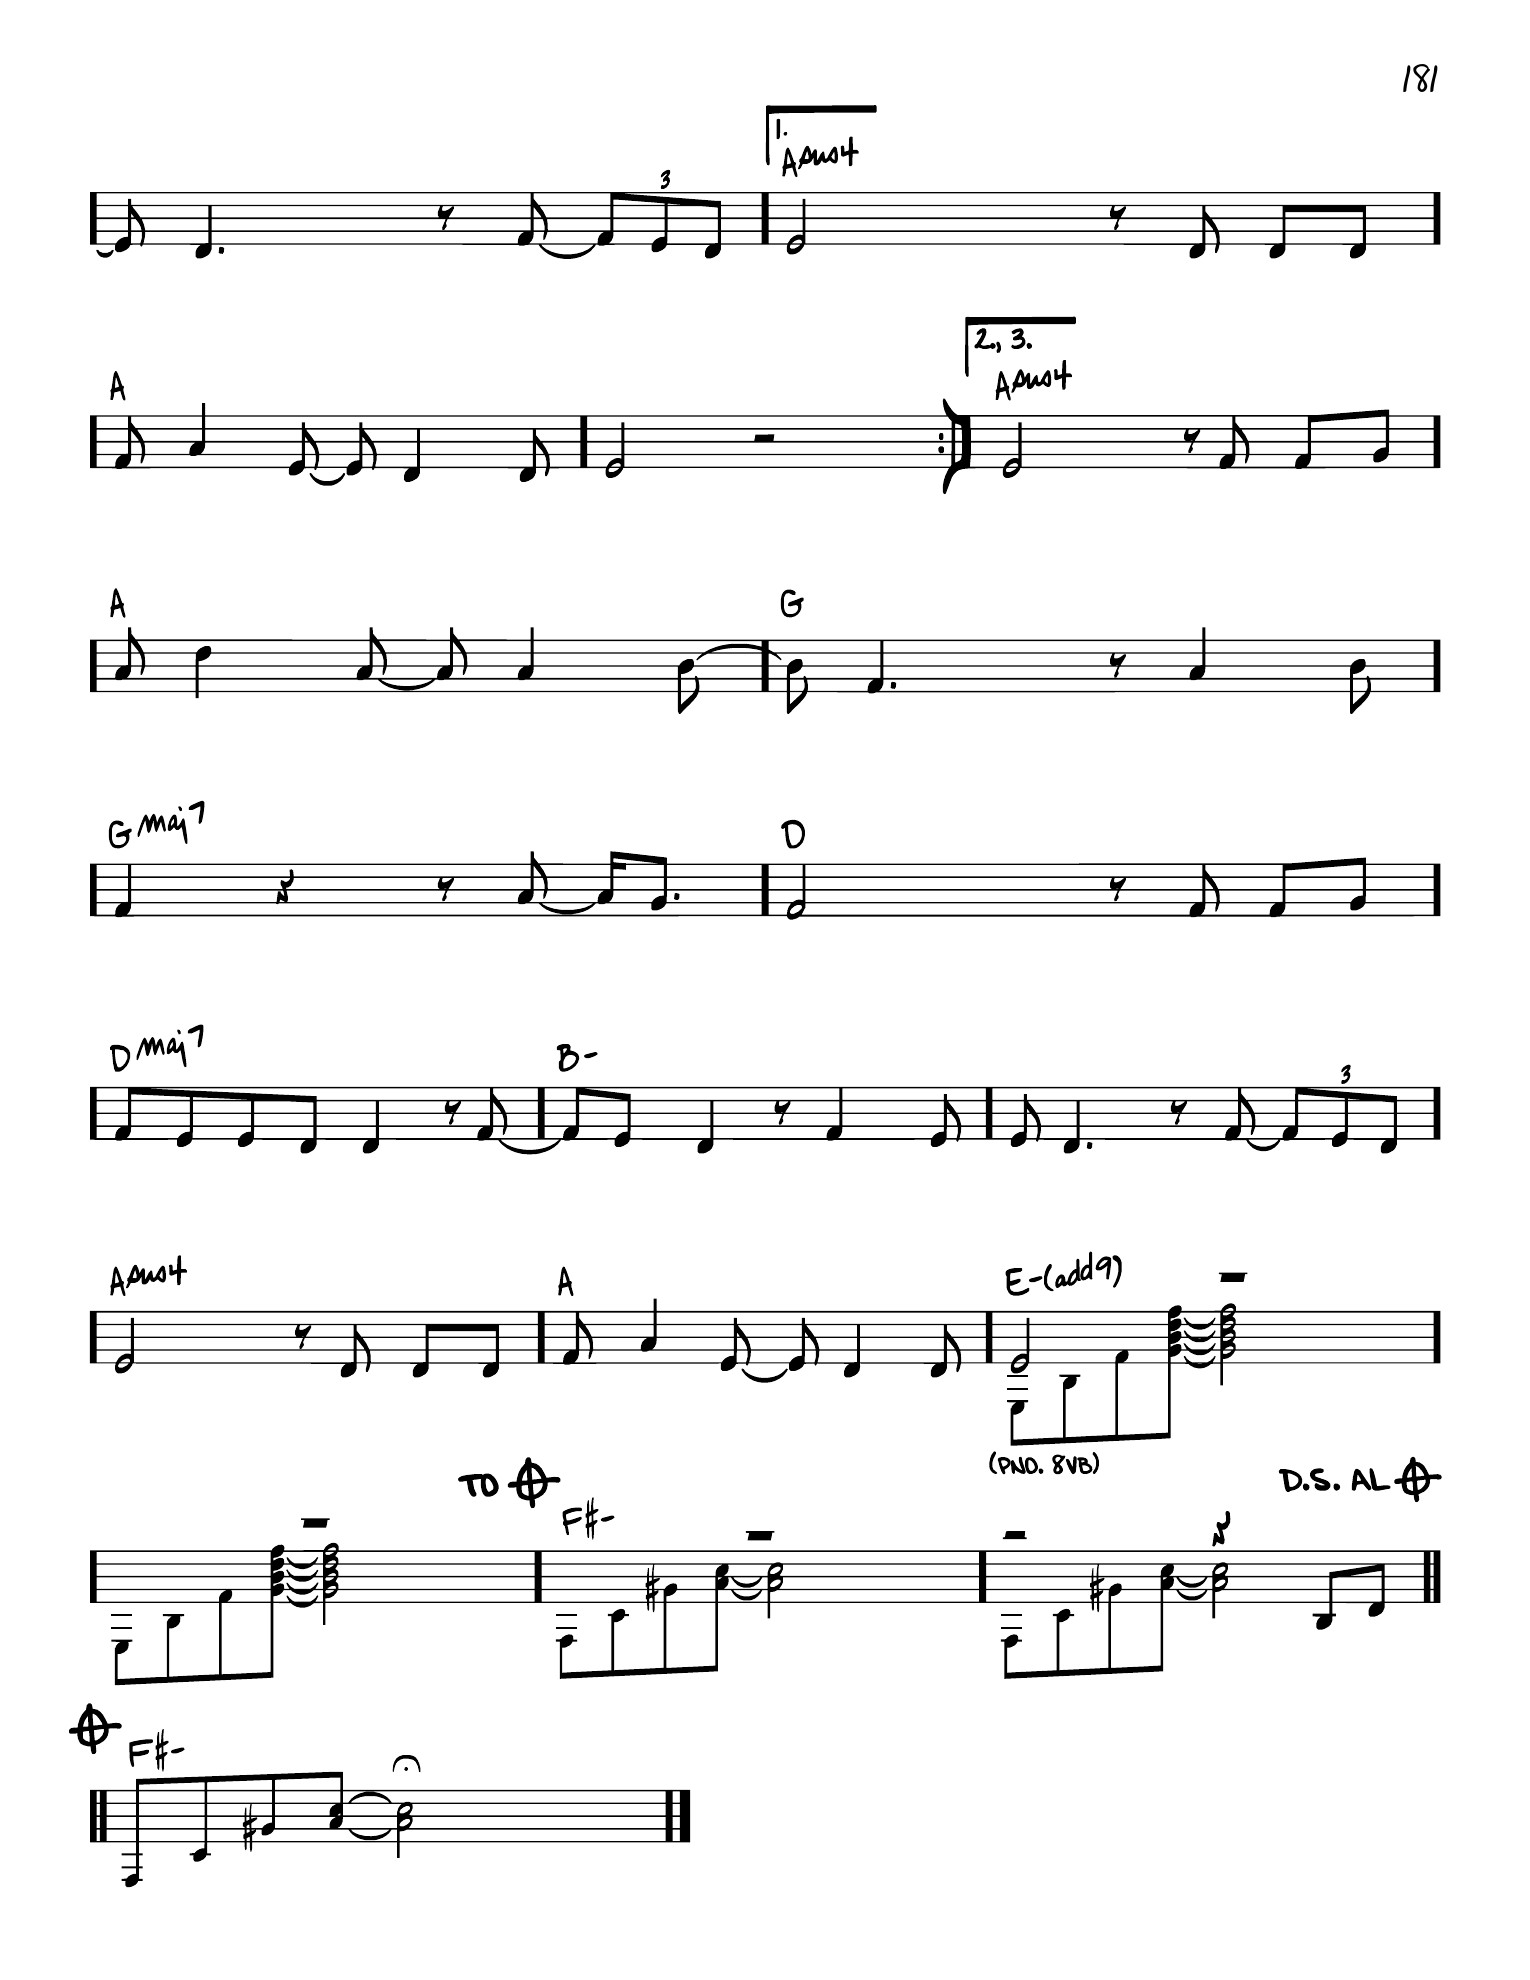 181
1.
Asus4
3
2., 3.
A Asus4
A G
Gmaj7 D
Dmaj7 B-
3
Asus4 A E-(add9)
(PNO. 8VB)
TO D.S. AL
F#-
F#-